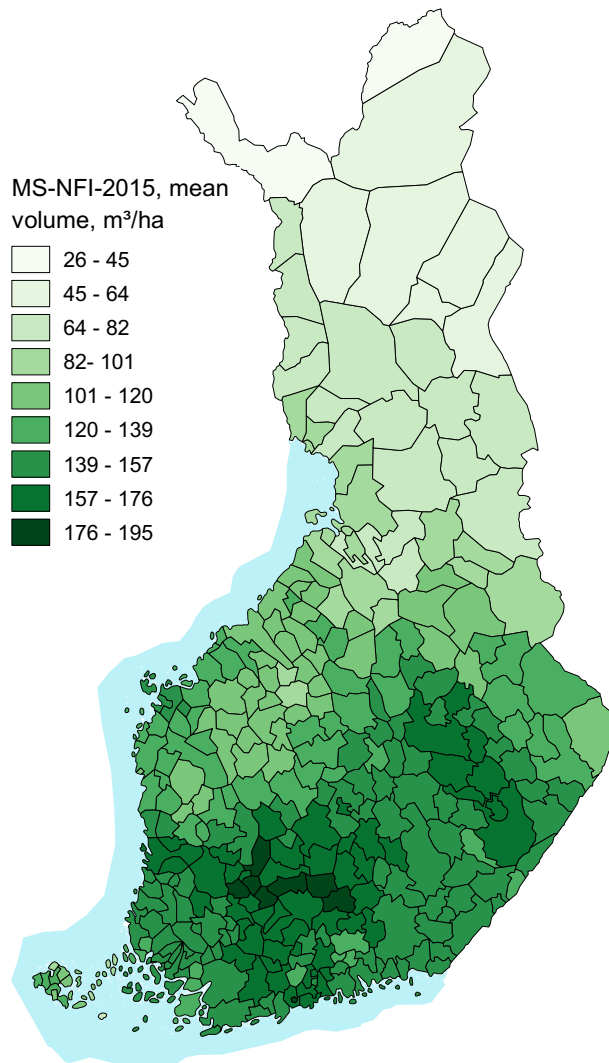 MS-NFI-2015, mean
volume, m³/ha
26 - 45
45 - 64
64 - 82
82- 101
101 - 120
120 - 139
139 - 157
157 - 176
176 - 195